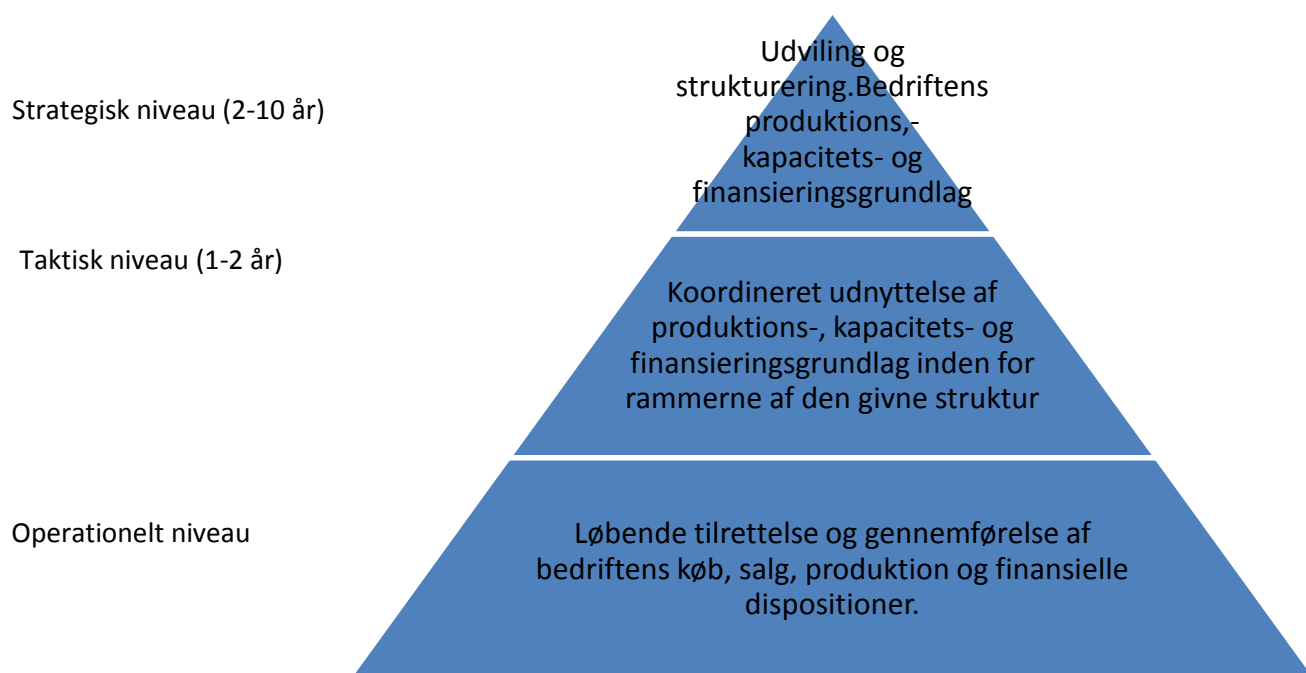 Udviling og
strukturering.Bedriftens
produktions,-
kapacitets- og
finansieringsgrundlag
Strategisk niveau (2-10 år)
Taktisk niveau (1-2 år)
Koordineret udnyttelse af
produktions-, kapacitets- og
finansieringsgrundlag inden for
rammerne af den givne struktur
Operationelt niveau
Løbende tilrettelse og gennemførelse af
bedriftens køb, salg, produktion og finansielle
dispositioner.